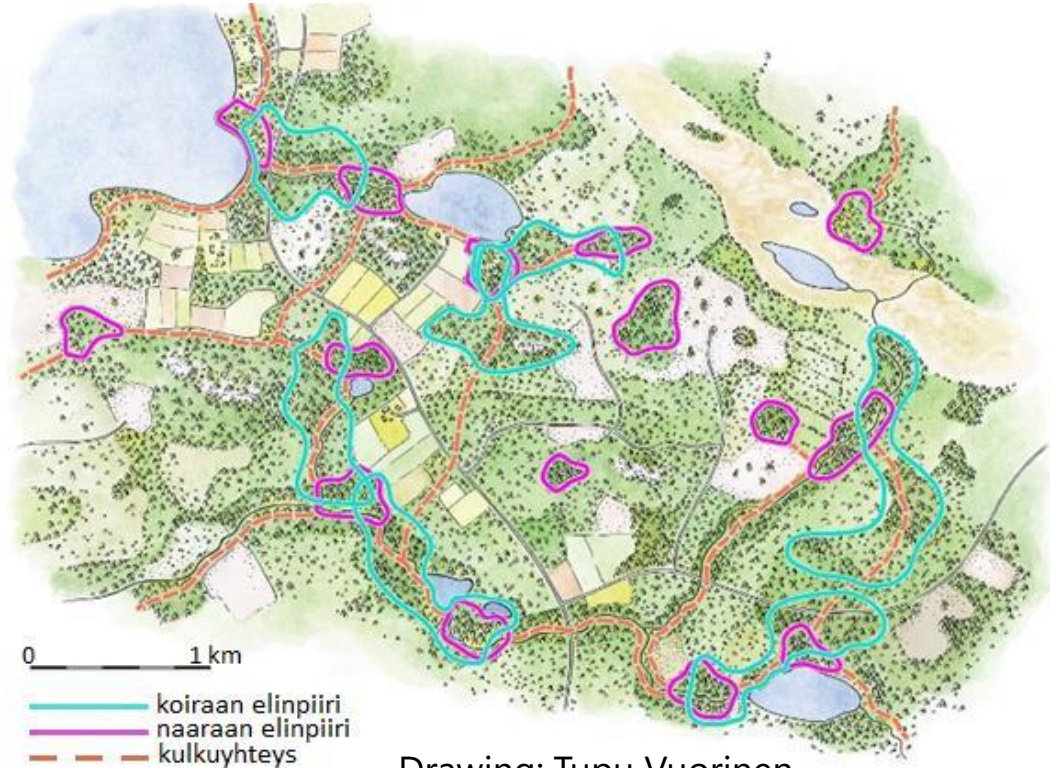 0 1 km
koiraan elinpiiri
naaraan elinpiiri
kulkuyhteys
Drawing: Tupu Vuorinen